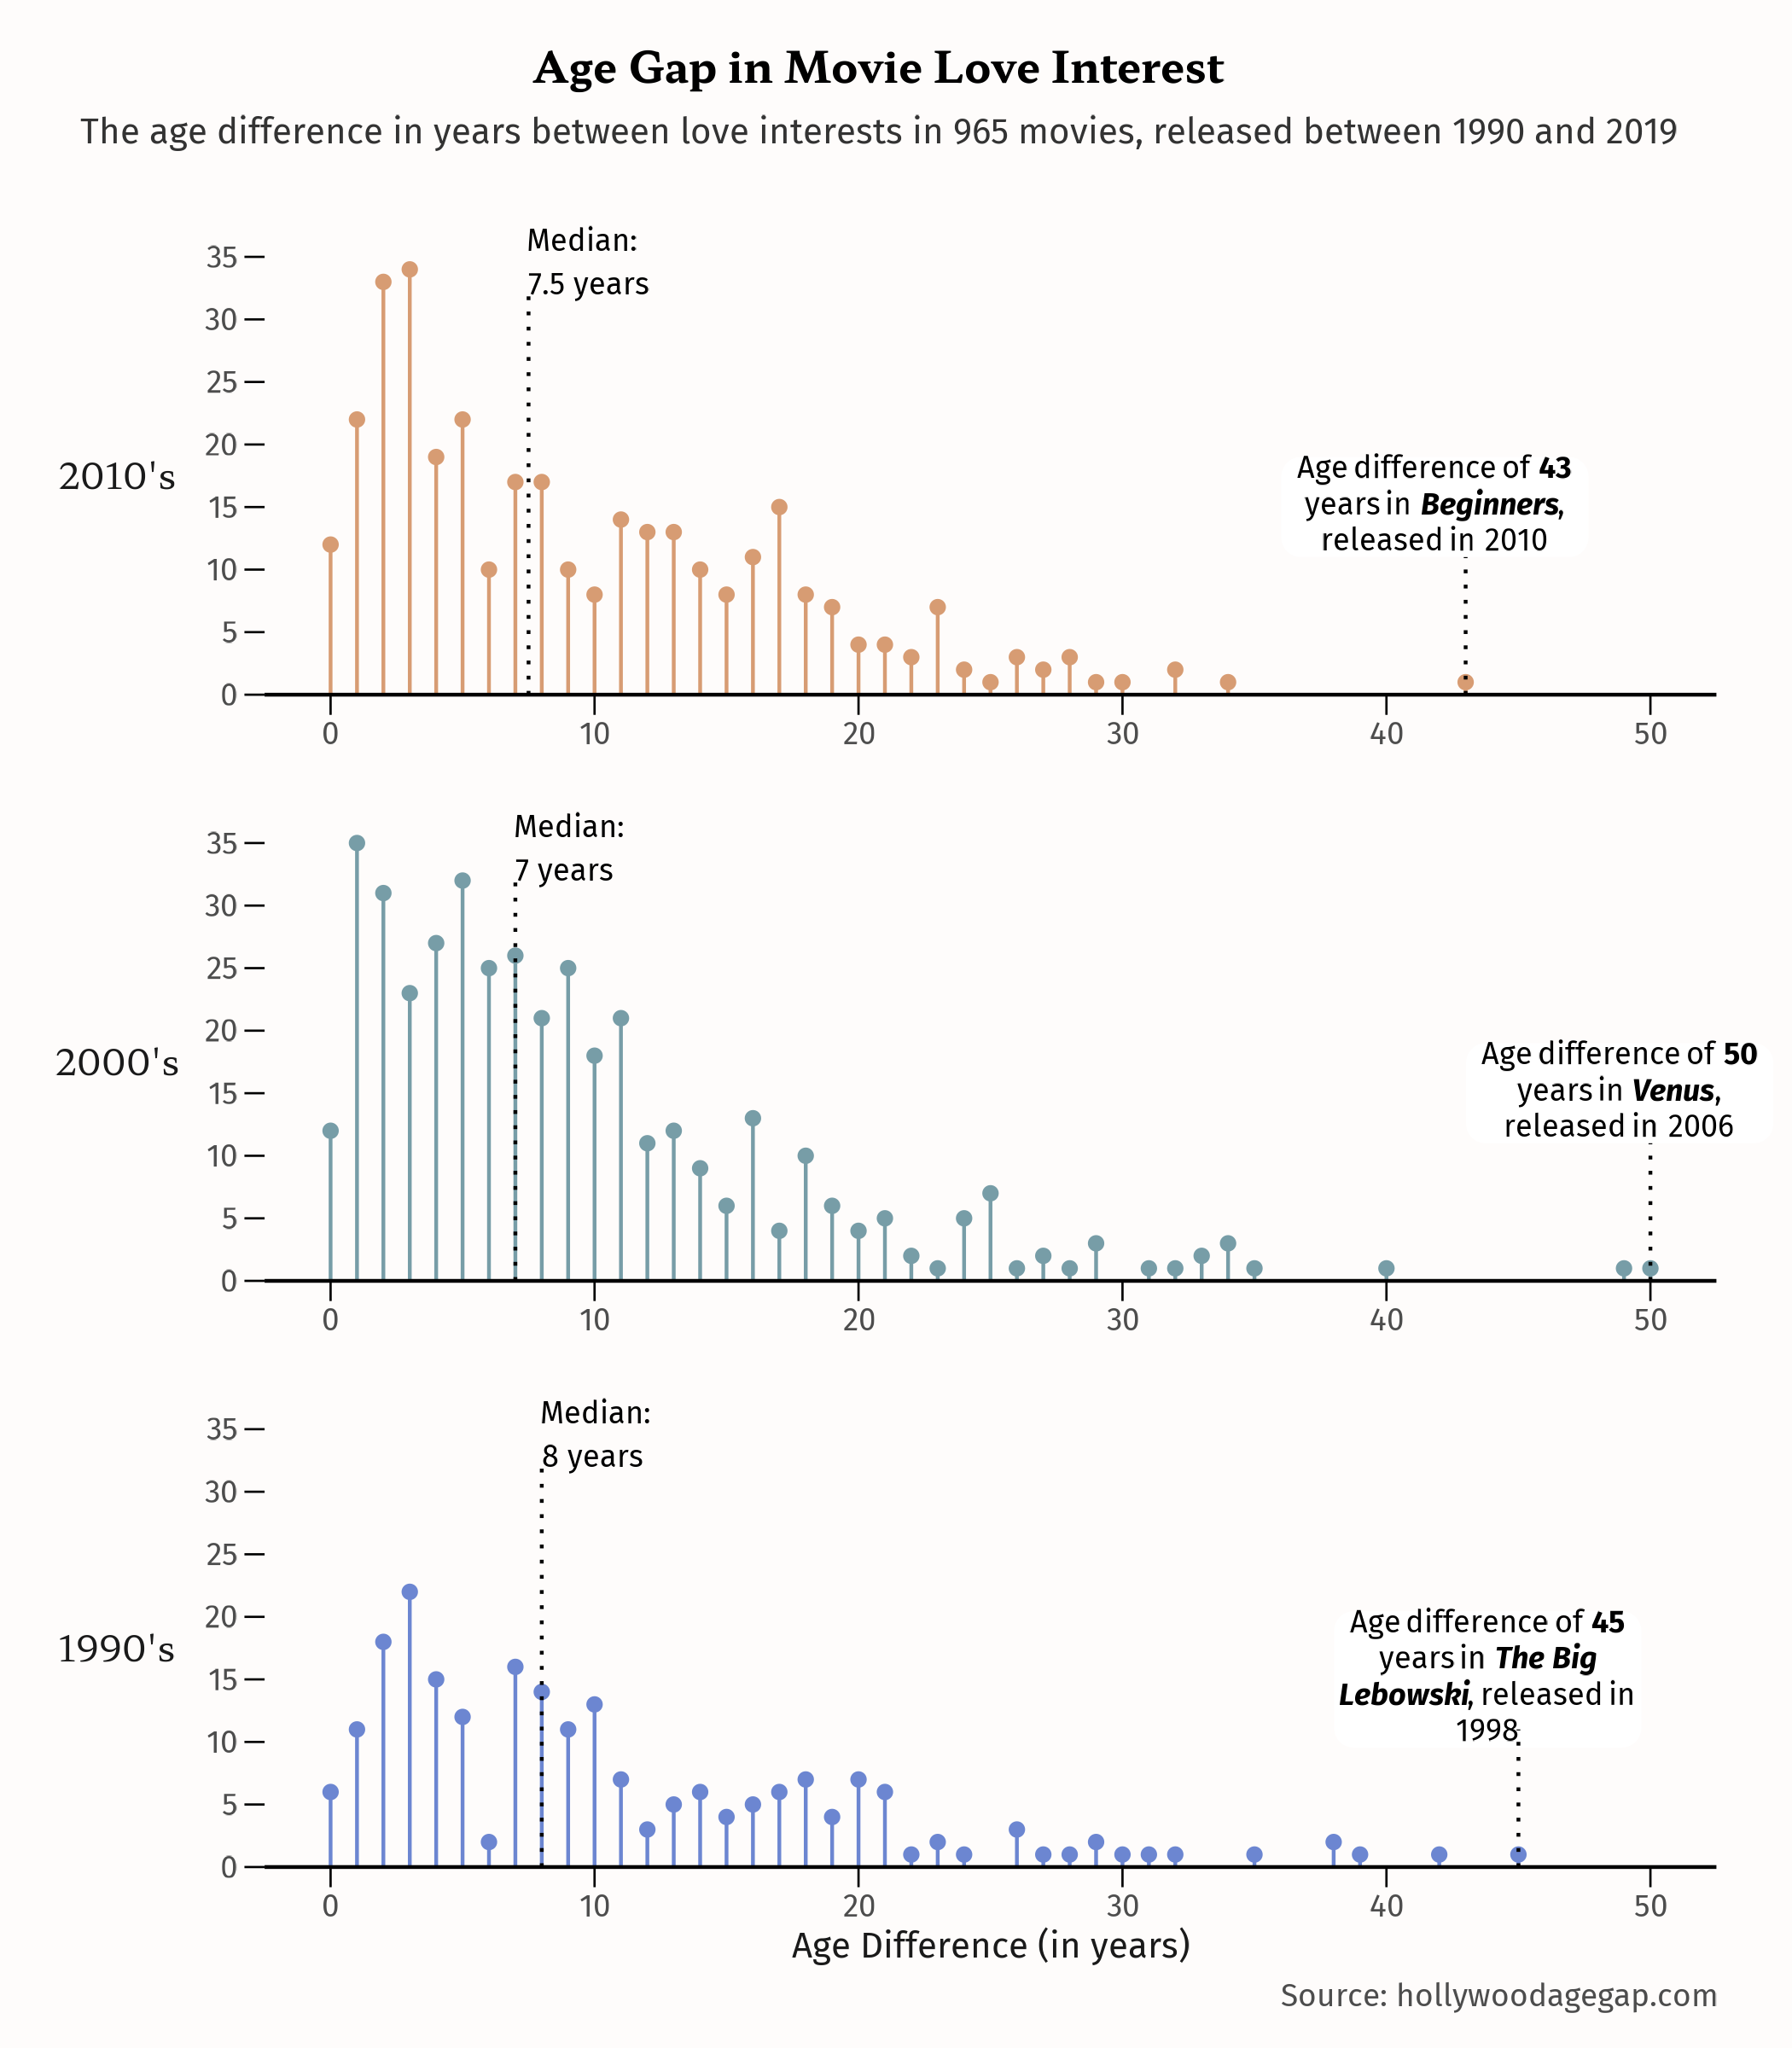 Age Gap in Movie Love Interest
The age difference in years between love interests in 965 movies, released between 1990 and 2019
Median:
7.5 years
35
30
25
20
15
10
5
0
2010's
Age difference of 43
years in Beginners,
released in 2010
0 10 20 30 40 50
Median:
7 years
35
30
25
20
15
10
5
0
2000's
Age difference of 50
years in Venus,
released in 2006
0 10 20 30 40 50
Median:
8 years
35
30
25
20
15
10
5
0
1990's
Age difference of 45
years in The Big
Lebowski, released in
1998
0 10 20 30 40 50
Age Difference (in years)
Source: hollywoodagegap.com